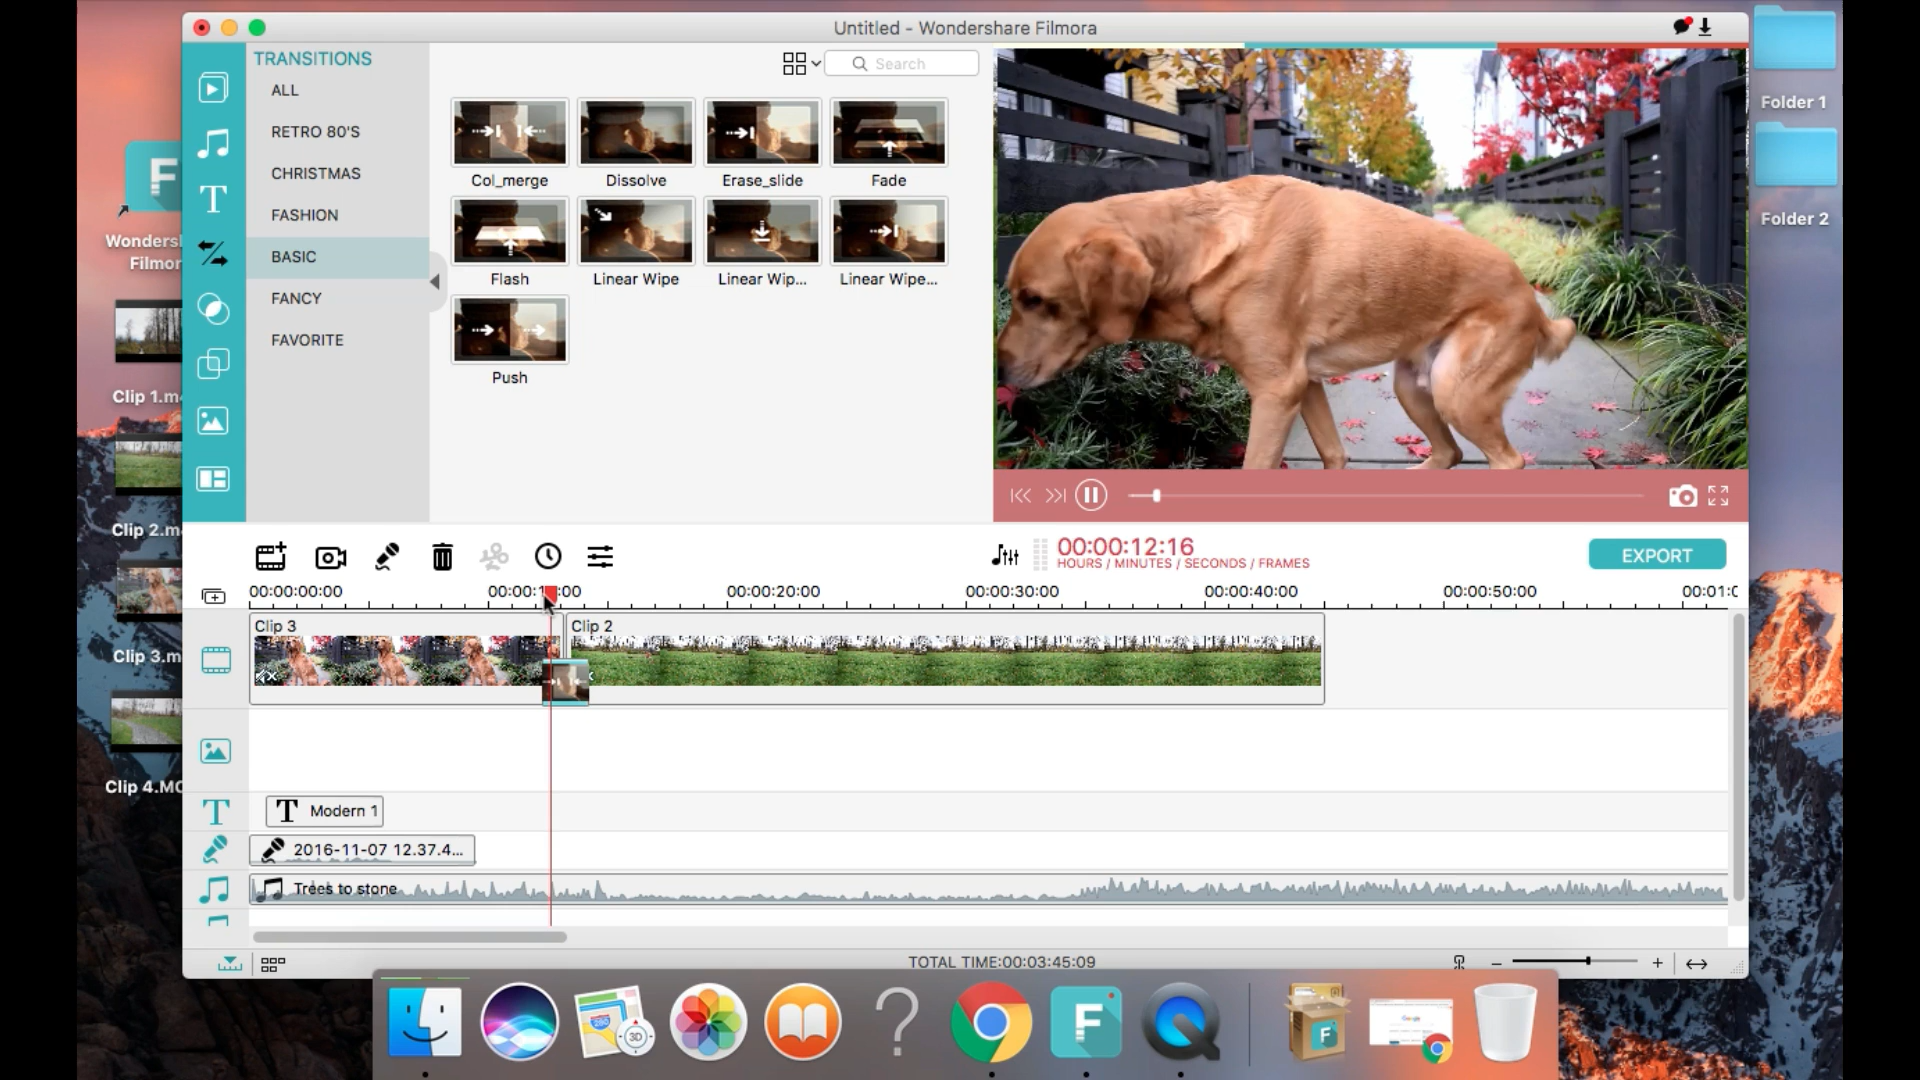 Untitled - Wondershare Filmora
TRANSITIONS
ALL
RETRO 80'S
CHRISTMAS
FASHION
BASIC
FANCY
FAVORITE
Search
Col_merge
Dissolve
Erase_slide
Fade
Flash
Linear Wipe
Linear Wip...
Linear Wipe...
Push
Folder 1
Folder 2
Clip 1.m
Clip 2.m
Clip 3.m
Clip 4.MO
00:00:12:16
HOURS / MINUTES / SECONDS / FRAMES
EXPORT
00:00:00:00
00:00:20:00
00:00:30:00
00:00:40:00
00:00:50:00
Clip 3
Clip 2
T Modern 1
2016-11-07 12.37.4...
Trees to stone
TOTAL TIME:00:03:45:09
280
3D
Google